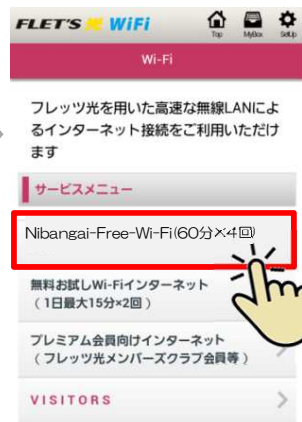 FLET'S光 WiFi
Top
MyBox
SetUp
Wi-Fi
フレッツ光を用いた高速な無線LANによ
るインターネット接続をご利用いただけ
ます
サービスメニュー
Nibangai-Free-Wi-Fi(60分×4回)
無料お試しWi-Fiインターネット
（1日最大15分×2回）
プレミアム会員向けインターネット
（フレッツ光メンバーズクラブ会員等）
VISITORS